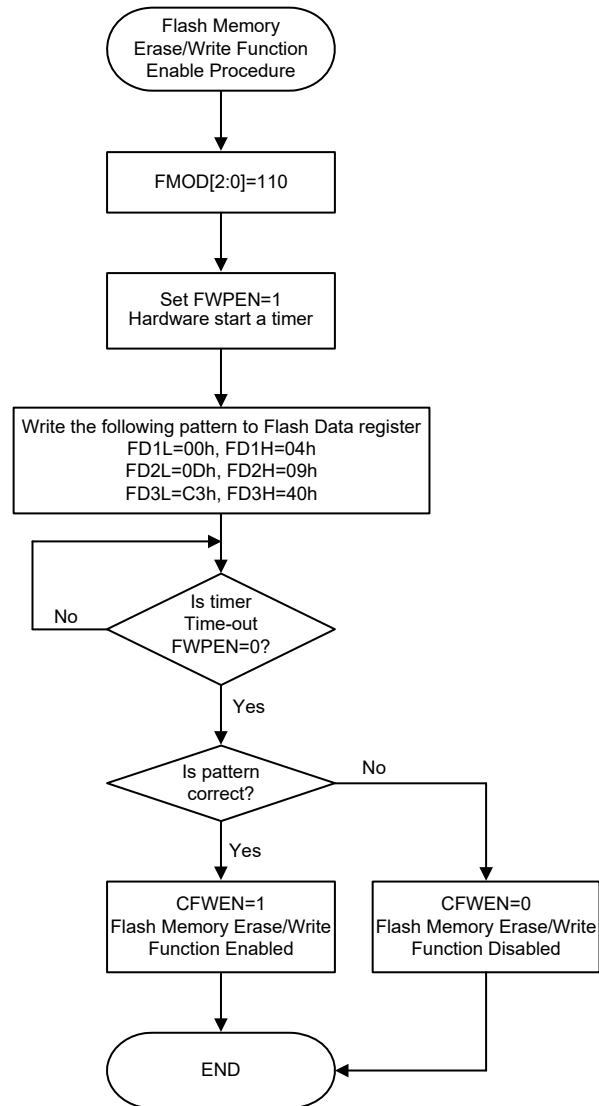 Flash Memory
Erase/Write Function
Enable Procedure
FMOD[2:0]=110
Set FWPEN=1
Hardware start a timer
Write the following pattern to Flash Data register
FD1L=00h, FD1H=04h
FD2L=0Dh, FD2H=09h
FD3L=C3h, FD3H=40h
Is timer
Time-out
FWPEN=0?
No
Yes
Is pattern
correct?
No
Yes
CFWEN=1
Flash Memory Erase/Write
Function Enabled
CFWEN=0
Flash Memory Erase/Write
Function Disabled
END